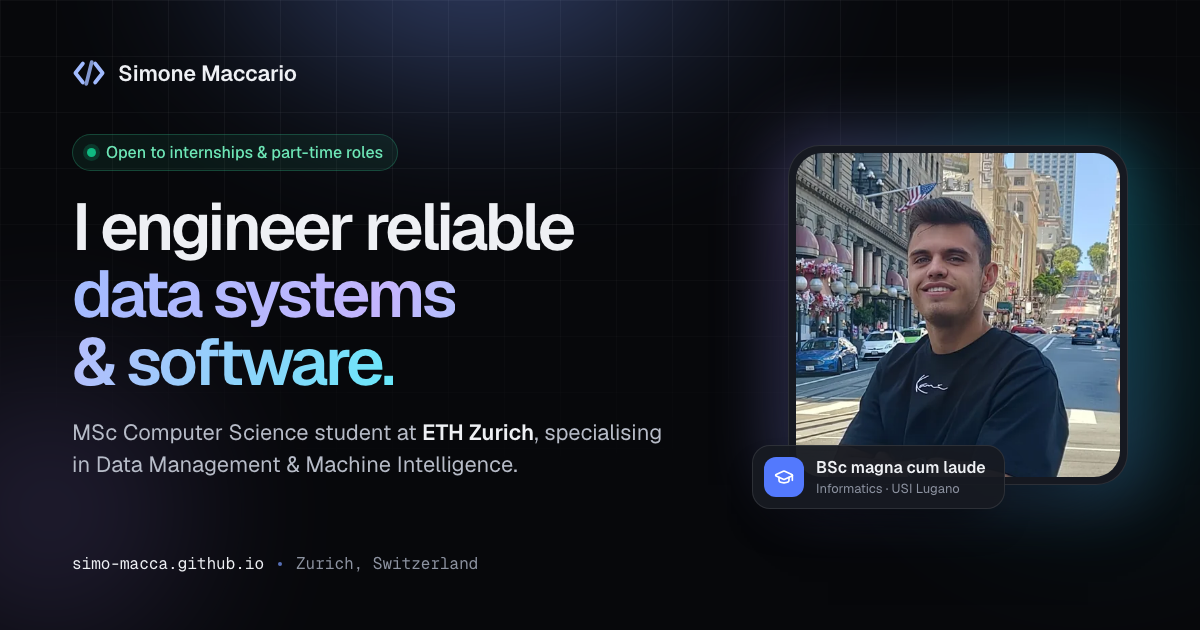 Simone Maccario
Open to internships & part-time roles
I engineer reliable
data systems
& software.
MSc Computer Science student at ETH Zurich, specialising
in Data Management & Machine Intelligence.
BSc magna cum laude
Informatics · USI Lugano
simo-macca.github.io • Zurich, Switzerland